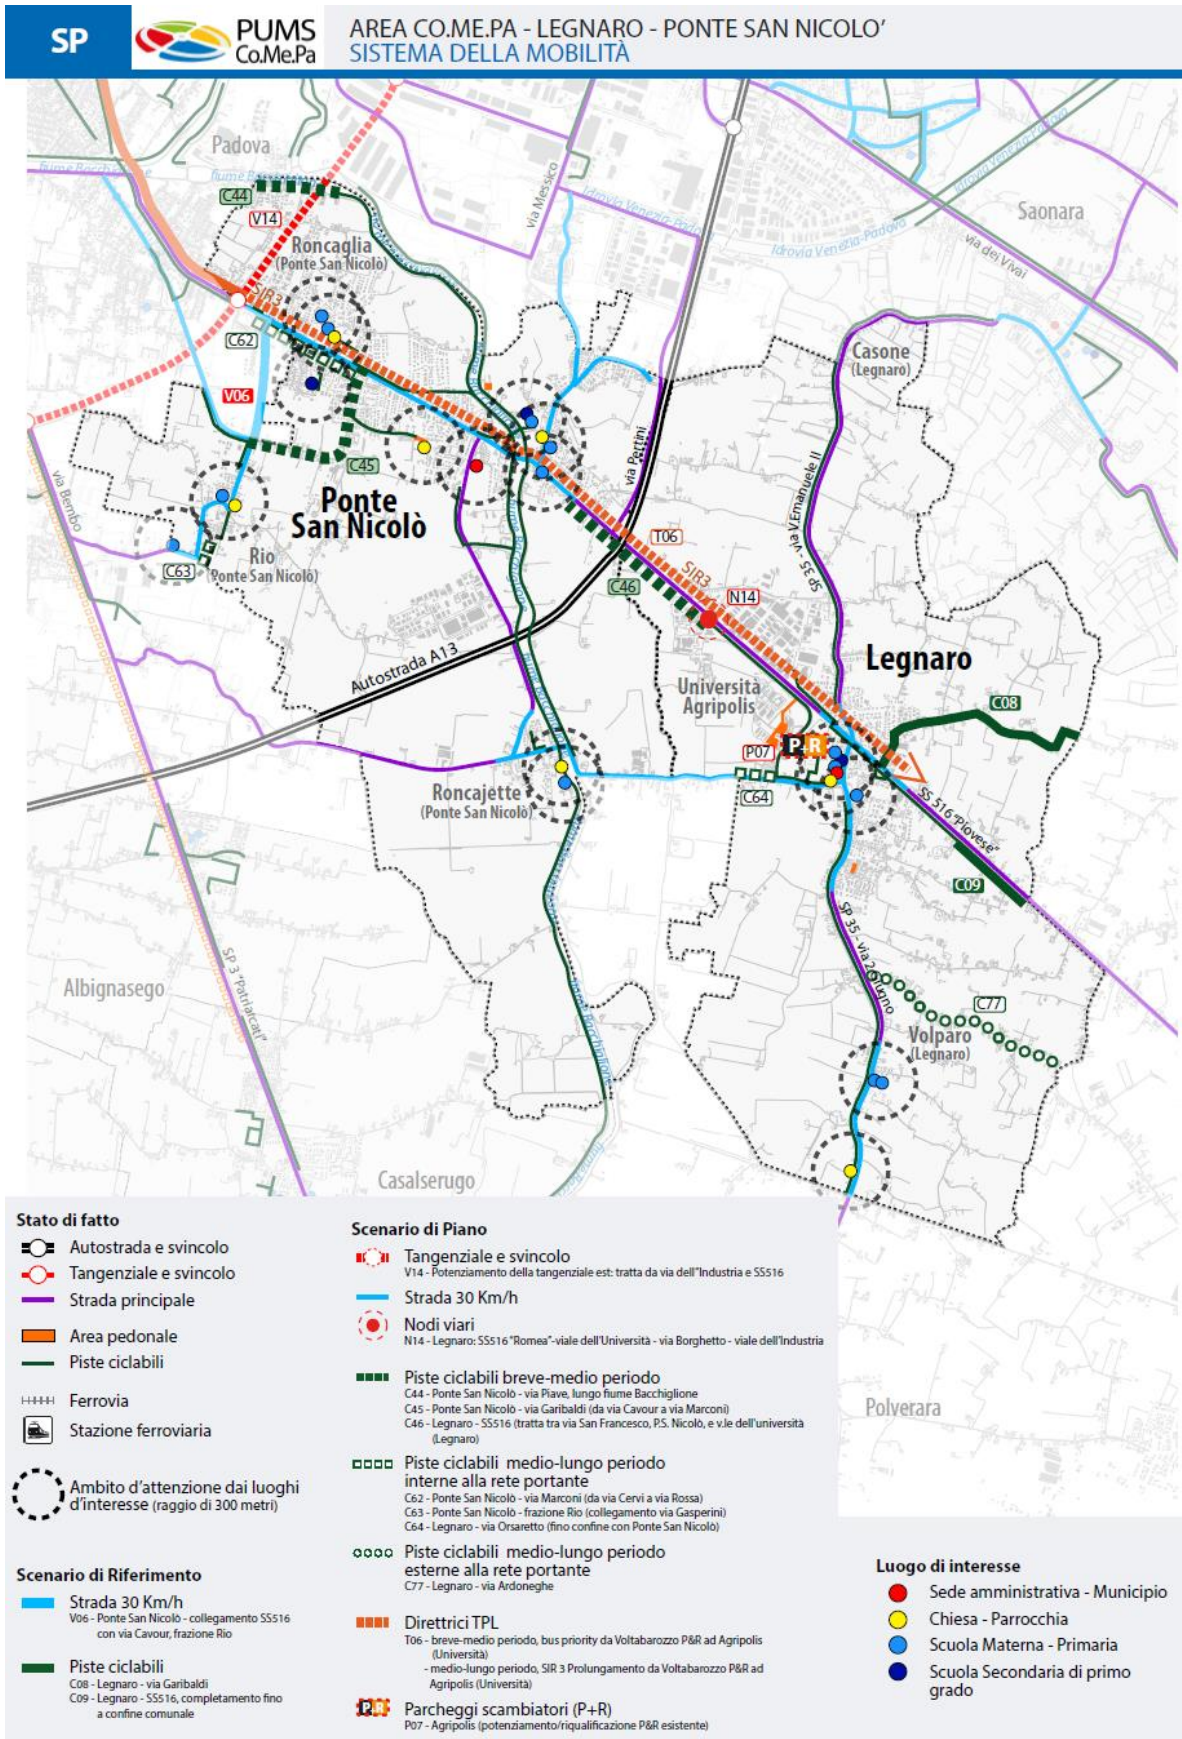 SP
PUMS
Co.Me.Pa
AREA CO.ME.PA - LEGNARO - PONTE SAN NICOLO'
SISTEMA DELLA MOBILITÀ
Padova
fiume Bacchiglione
C44
V14
Roncaglia
(Ponte San Nicolò)
via Messico
Idrovia Venezia-Padova
Idrovia Venezia-Padova
Idrovia Venezia-Padova
Saonara
via dei Vivai
SIR3
C62
Casone
(Legnaro)
V06
C45
via Pertini
SP 35 - via V.Emanuele II
via Bembo
Ponte
San Nicolò
Rio
(Ponte San Nicolò)
C63
T06
SIR3
C46
N14
Legnaro
Autostrada A13
Università
Agripolis
C08
P+R
P07
Roncajette
(Ponte San Nicolò)
C64
SS 516 "Piovese"
C09
SP 35 - via 2 Giugno
Albignasego
SP 3 "Patriarcati"
C77
Volparo
(Legnaro)
fiume Bacchiglione
Casalserugo
Polverara
Stato di fatto
Autostrada e svincolo
Tangenziale e svincolo
Strada principale
Area pedonale
Piste ciclabili
Ferrovia
Stazione ferroviaria
Ambito d'attenzione dai luoghi
d'interesse (raggio di 300 metri)
Scenario di Riferimento
Strada 30 Km/h
V06 - Ponte San Nicolò - collegamento SS516
con via Cavour, frazione Rio
Piste ciclabili
C08 - Legnaro - via Garibaldi
C09 - Legnaro - SS516, completamento fino
a confine comunale
Scenario di Piano
Tangenziale e svincolo
V14 - Potenziamento della tangenziale est: tratta da via dell''Industria e SS516
Strada 30 Km/h
Nodi viari
N14 - Legnaro: SS516 "Romea"-viale dell'Università - via Borghetto - viale dell'Industria
Piste ciclabili breve-medio periodo
C44 - Ponte San Nicolò - via Piave, lungo fiume Bacchiglione
C45 - Ponte San Nicolò - via Garibaldi (da via Cavour a via Marconi)
C46 - Legnaro - SS516 (tratta tra via San Francesco, P.S. Nicolò, e v.le dell'università
(Legnaro)
Piste ciclabili medio-lungo periodo
interne alla rete portante
C62 - Ponte San Nicolò - via Marconi (da via Cervi a via Rossa)
C63 - Ponte San Nicolò - frazione Rio (collegamento via Gasperini)
C64 - Legnaro - via Orsaretto (fino confine con Ponte San Nicolò)
Piste ciclabili medio-lungo periodo
esterne alla rete portante
C77 - Legnaro - via Ardoneghe
Direttrici TPL
T06 - breve-medio periodo, bus priority da Voltabarozzo P&R ad Agripolis
(Università)
- medio-lungo periodo, SIR 3 Prolungamento da Voltabarozzo P&R ad
Agripolis (Università)
P+R
Parcheggi scambiatori (P+R)
P07 - Agripolis (potenziamento/riqualificazione P&R esistente)
Luogo di interesse
Sede amministrativa - Municipio
Chiesa - Parrocchia
Scuola Materna - Primaria
Scuola Secondaria di primo
grado